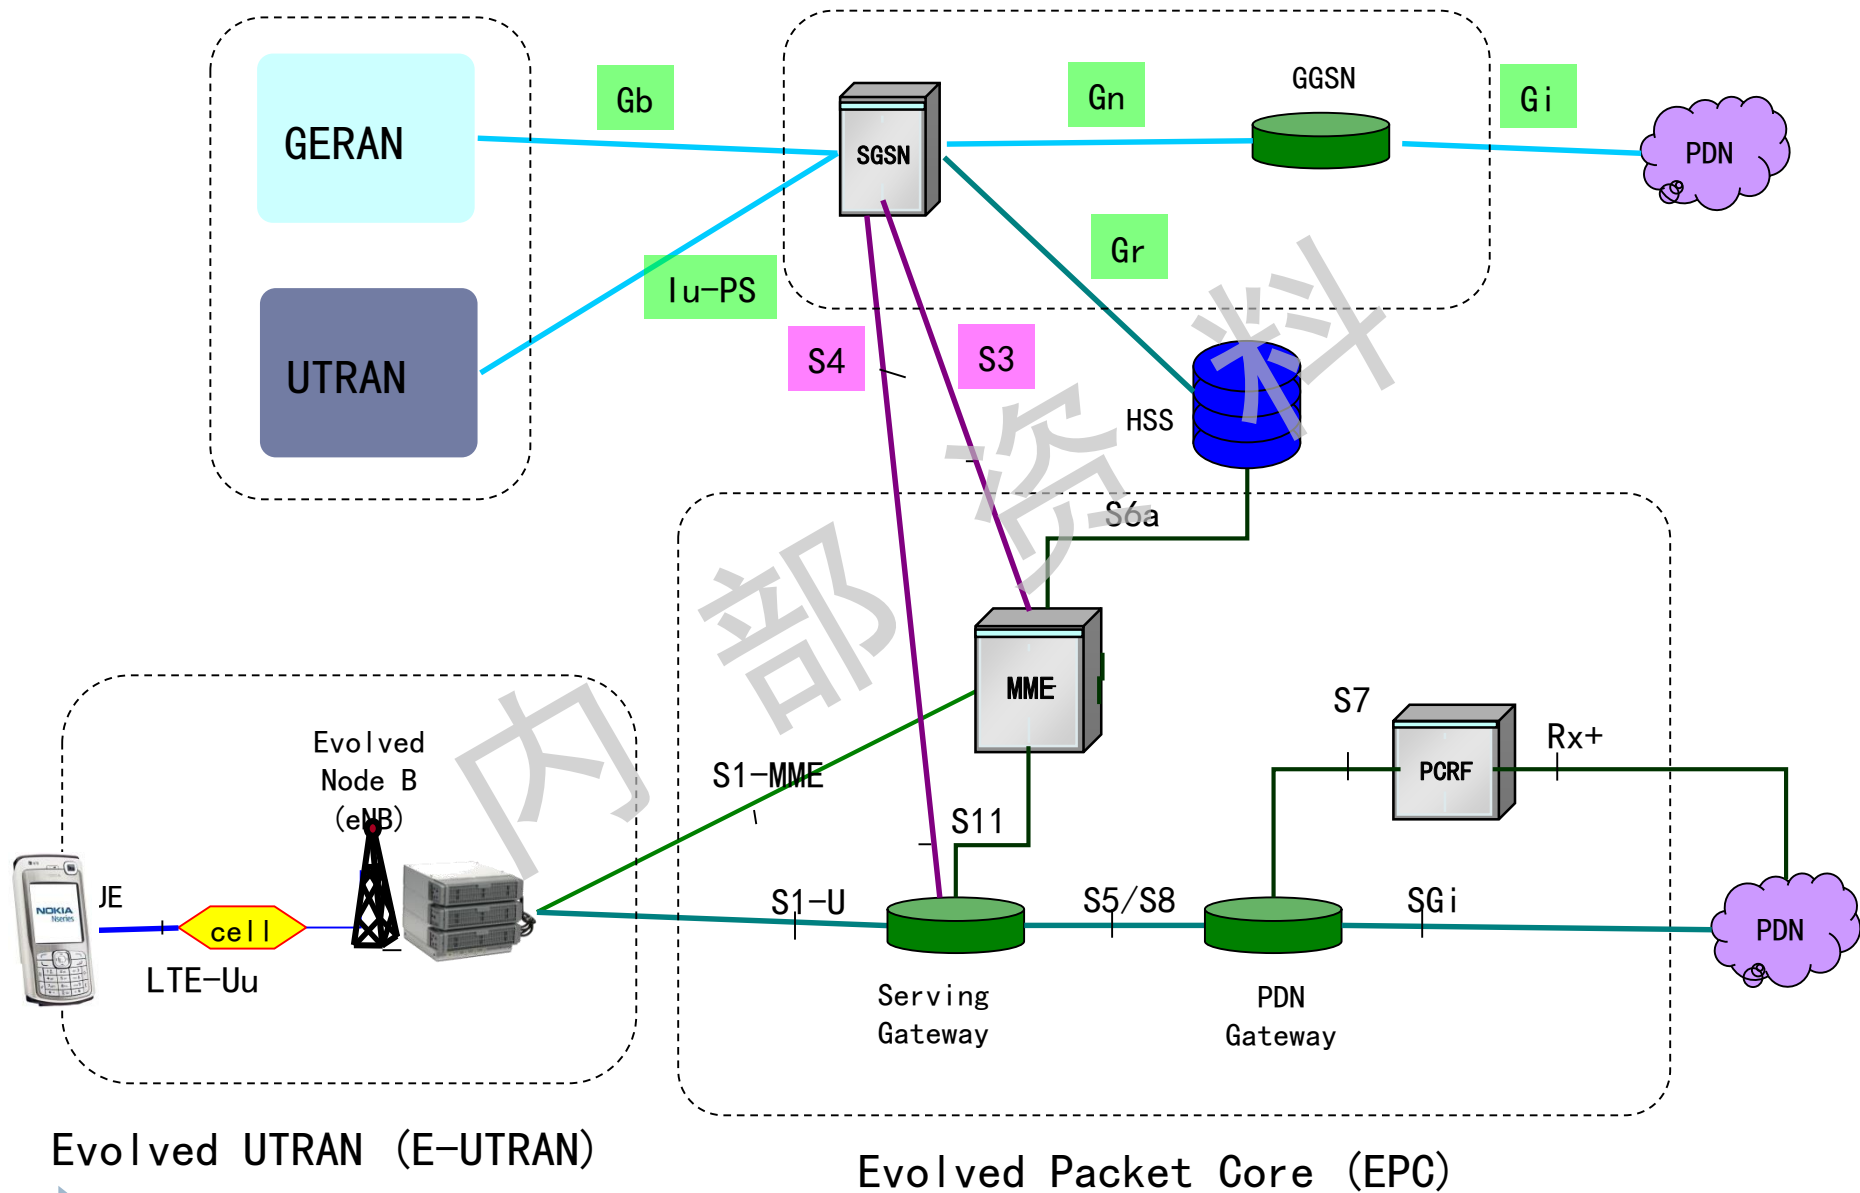 GERAN
Gb
SGSN
Gn
GGSN
Gi
PDN
Gr
Iu-PS
UTRAN
S4
S3
HSS
S6a
MME
S7
PCRF
Rx+
Evolved
Node B
(eNB)
S1-MME
S11
NOKIA
Nseries
UE
cell
LTE-Uu
S1-U
S5/S8
SGi
PDN
Serving
Gateway
PDN
Gateway
Evolved UTRAN (E-UTRAN)
Evolved Packet Core (EPC)
内部资料